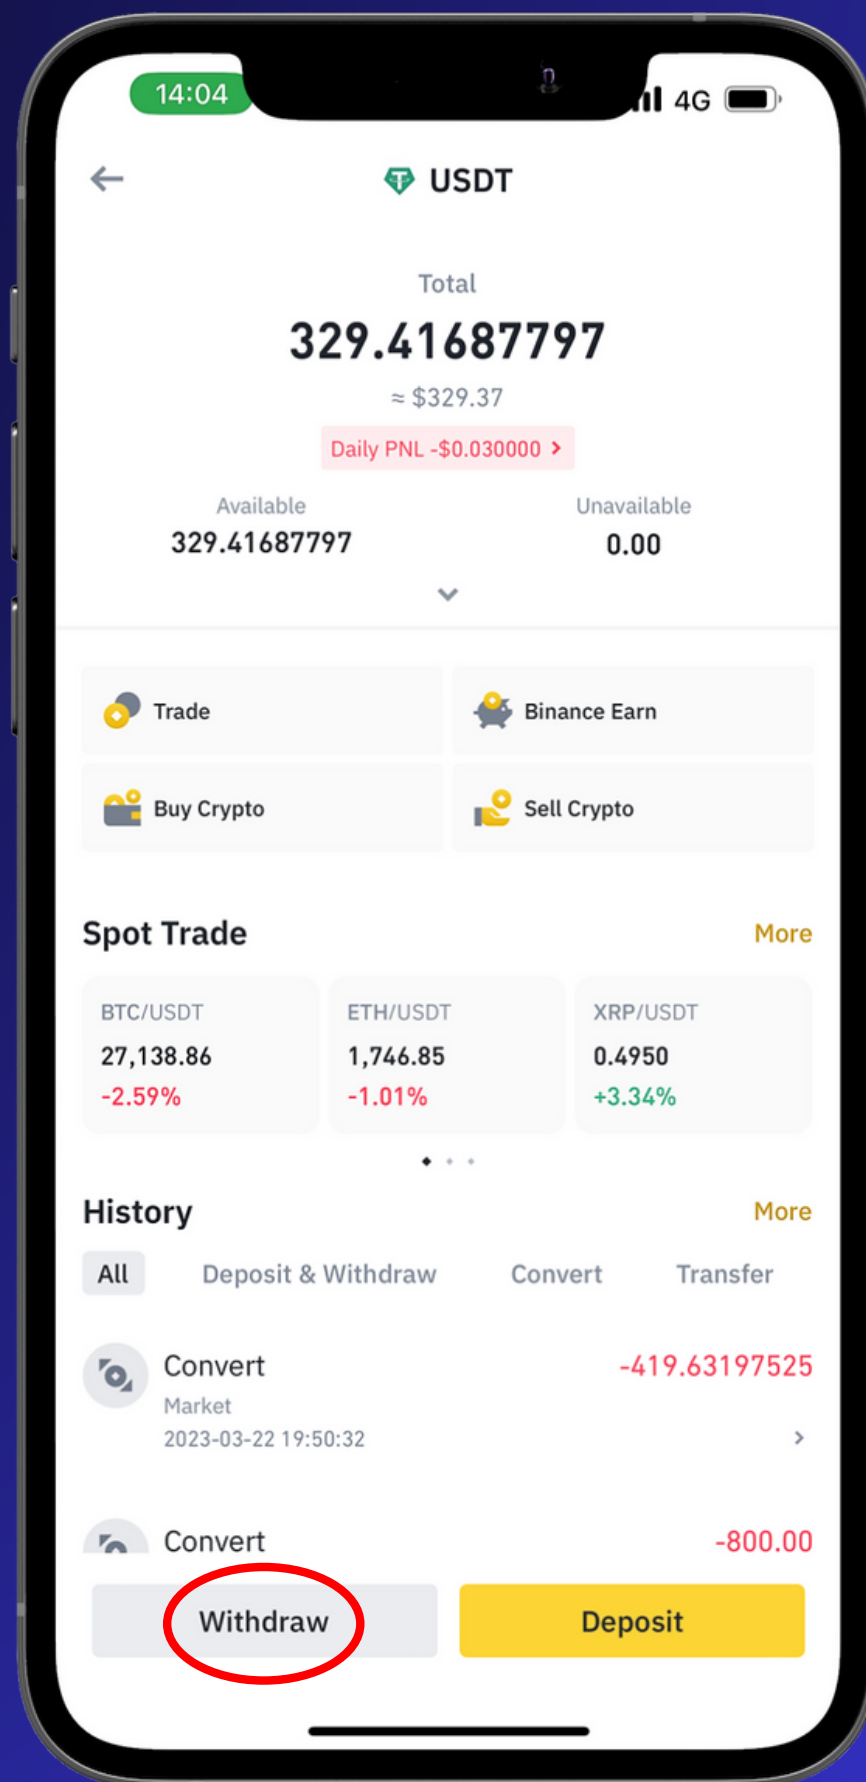 14:04
4G
USDT
Total
329.41687797
≈ $329.37
Daily PNL -$0.030000 >
Available Unavailable
329.41687797 0.00
Trade Binance Earn
Buy Crypto Sell Crypto
Spot Trade More
BTC/USDT ETH/USDT XRP/USDT
27,138.86 1,746.85 0.4950
-2.59% -1.01% +3.34%
History More
All Deposit & Withdraw Convert Transfer
Convert -419.63197525
Market
2023-03-22 19:50:32 >
Convert -800.00
Withdraw Deposit